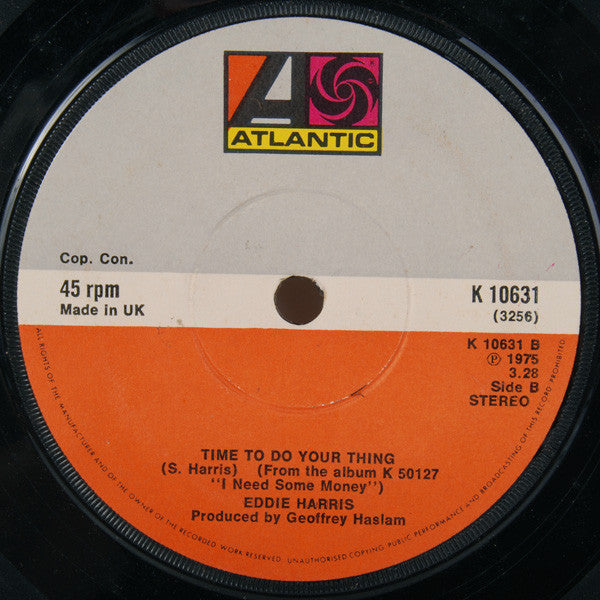 ATLANTIC
Cop. Con.
45 rpm
Made in UK
K 10631
(3256)
K 10631 B
Ⓟ 1975
3.28
Side B
STEREO
TIME TO DO YOUR THING
(S. Harris) (From the album K 50127
"I Need Some Money")
EDDIE HARRIS
Produced by Geoffrey Haslam
ALL RIGHTS OF THE MANUFACTURER AND OF THE OWNER OF THE RECORDED WORK RESERVED. UNAUTHORISED COPYING PUBLIC PERFORMANCE AND BROADCASTING OF THIS RECORD PROHIBITED